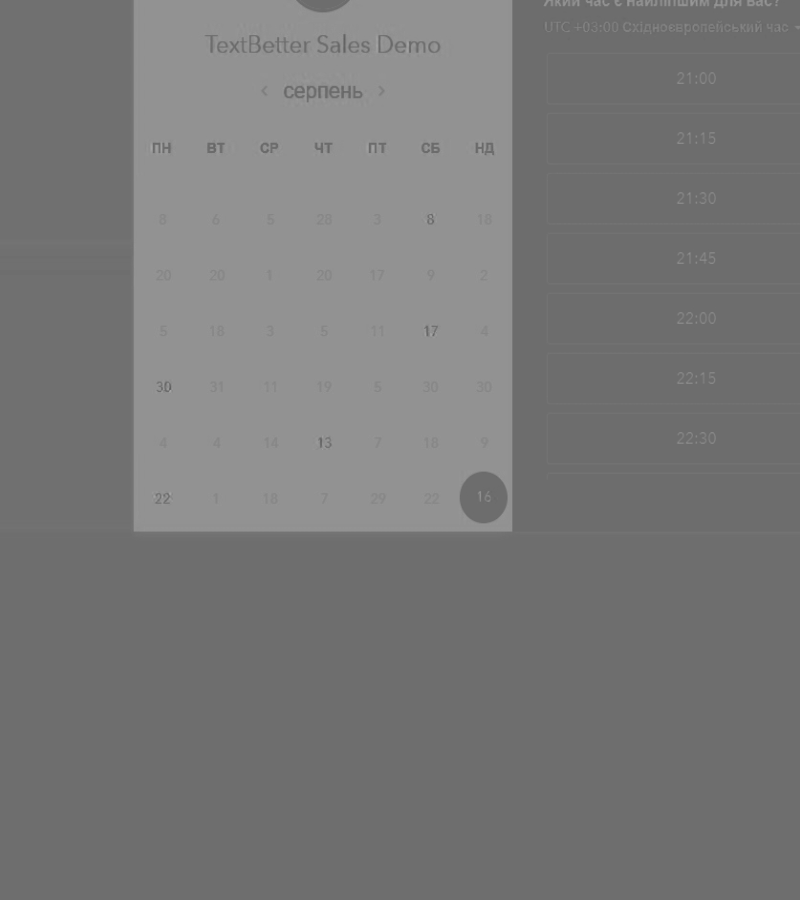 TextBetter Sales Demo
‹ серпень ›
ПН ВТ СР ЧТ ПТ СБ НД
8 6 5 28 3 8 18
20 20 1 20 17 9 2
5 18 3 5 11 17 4
30 31 11 19 5 30 30
4 4 14 13 7 18 9
22 1 18 7 29 22 16
Який час є найліпшим для вас?
UTC +03:00 Східноєвропейський час
21:00
21:15
21:30
21:45
22:00
22:15
22:30